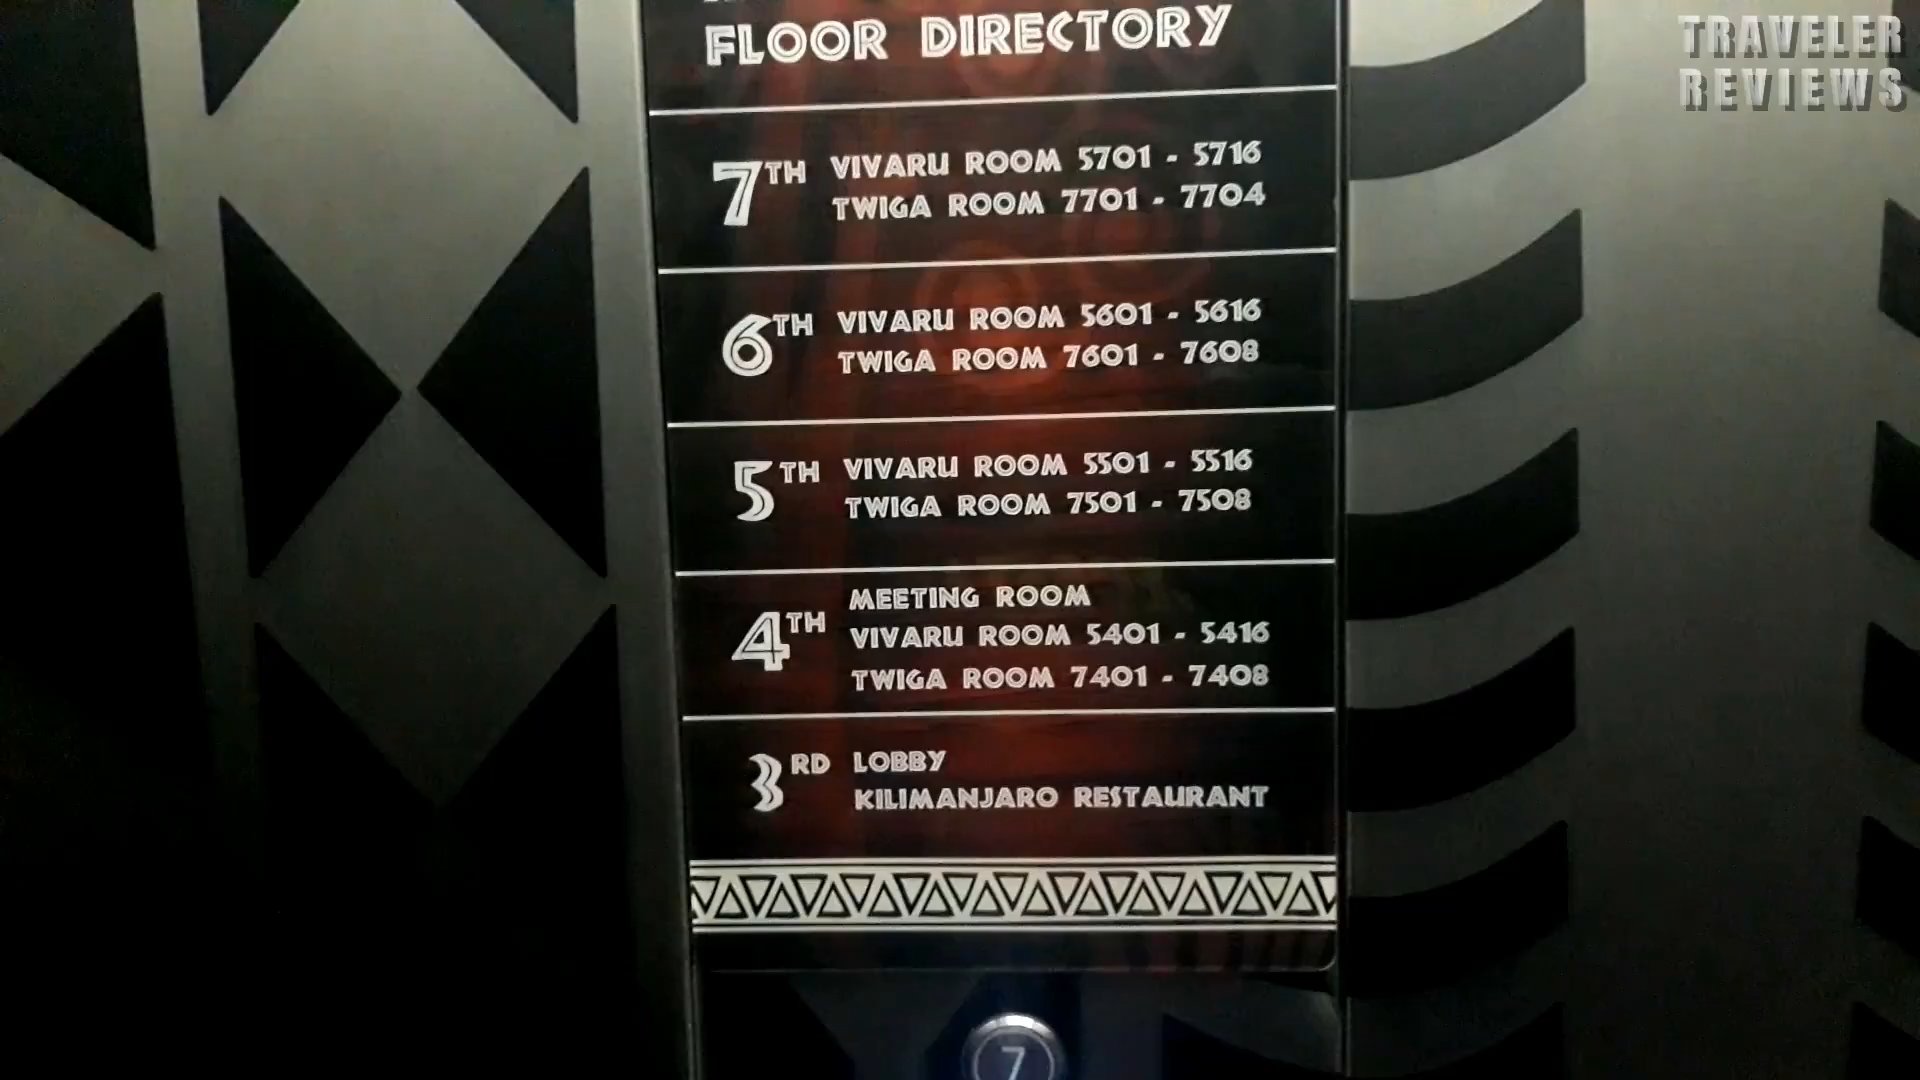 FLOOR DIRECTORY
TRAVELER
REVIEWS
7TH VIVARU ROOM 5701 - 5716
TWIGA ROOM 7701 - 7704
6TH VIVARU ROOM 5601 - 5616
TWIGA ROOM 7601 - 7608
5TH VIVARU ROOM 5501 - 5516
TWIGA ROOM 7501 - 7508
MEETING ROOM
4TH VIVARU ROOM 5401 - 5416
TWIGA ROOM 7401 - 7408
3RD LOBBY
KILIMANJARO RESTAURANT
7